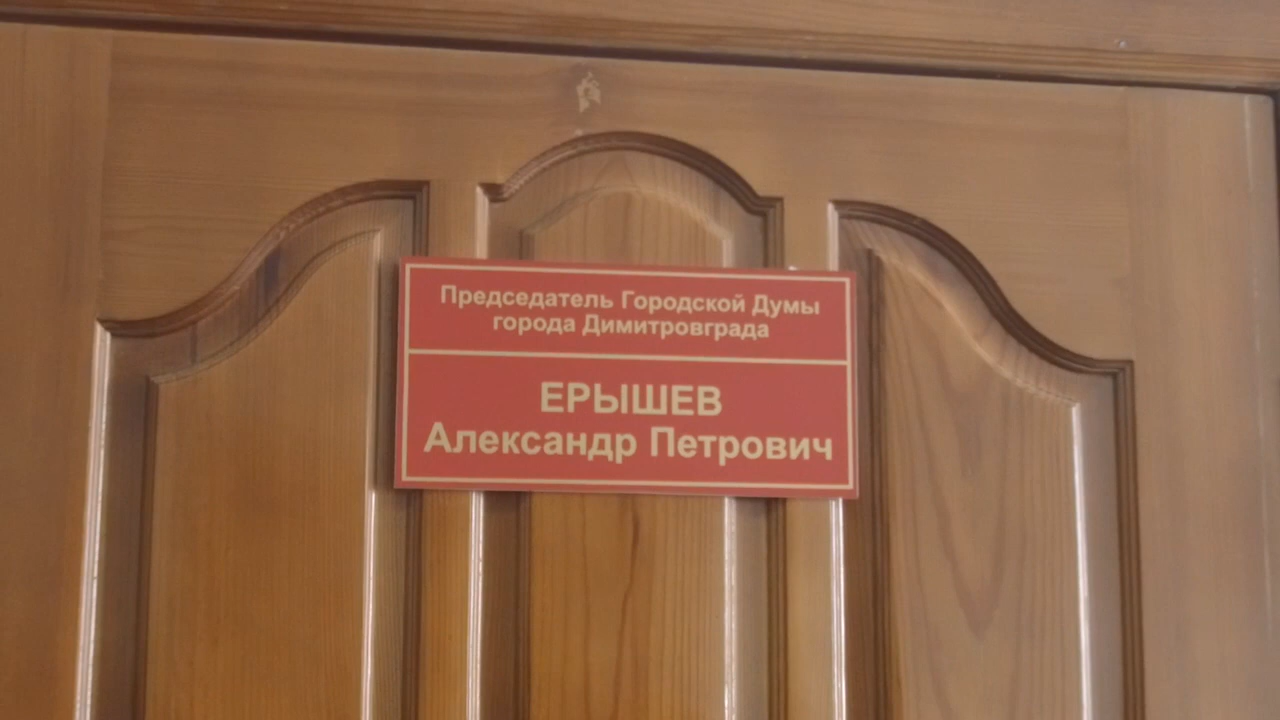 Председатель Городской Думы
города Димитровграда
ЕРЫШЕВ
Александр Петрович